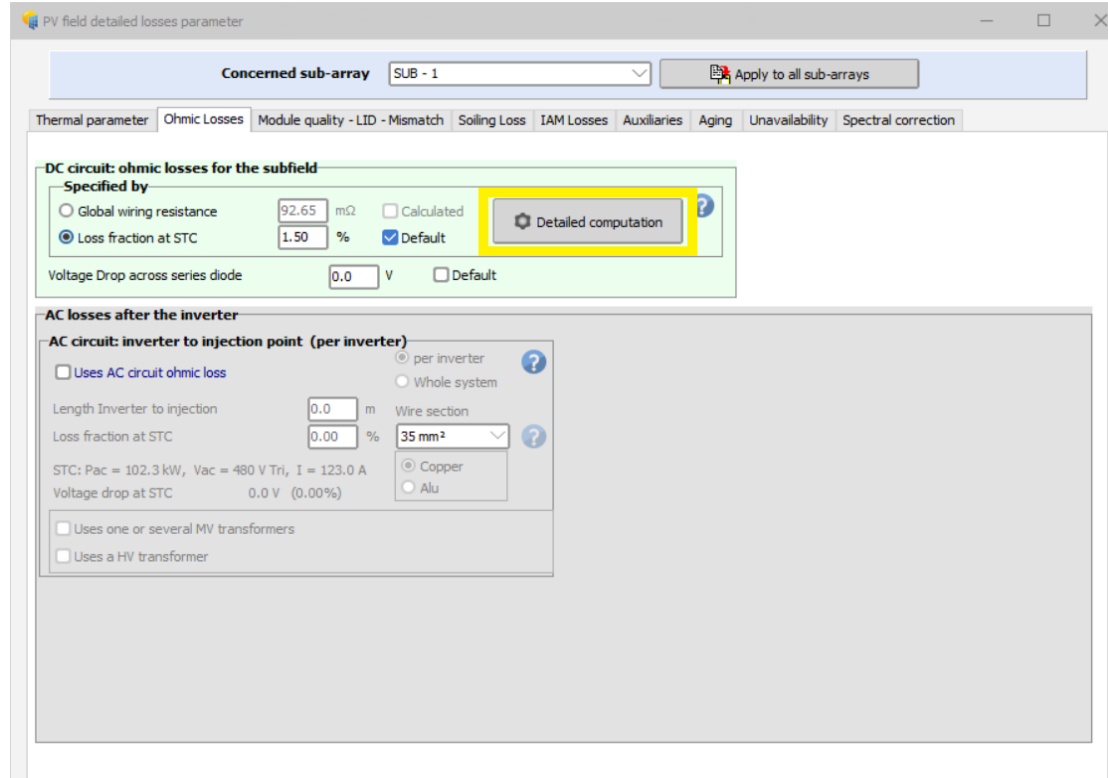 PV field detailed losses parameter
Concerned sub-array SUB - 1 Apply to all sub-arrays
Thermal parameter Ohmic Losses Module quality - LID - Mismatch Soiling Loss IAM Losses Auxiliaries Aging Unavailability Spectral correction
DC circuit: ohmic losses for the subfield
Specified by
Global wiring resistance 92.65 mΩ Calculated
Detailed computation ?
Loss fraction at STC 1.50 % Default
Voltage Drop across series diode 0.0 V Default
AC losses after the inverter
AC circuit: inverter to injection point (per inverter)
per inverter ?
Uses AC circuit ohmic loss
Whole system
Length Inverter to injection 0.0 m Wire section
Loss fraction at STC 0.00 % 35 mm² ?
STC: Pac = 102.3 kW, Vac = 480 V Tri, I = 123.0 A Copper
Voltage drop at STC 0.0 V (0.00%) Alu
Uses one or several MV transformers
Uses a HV transformer